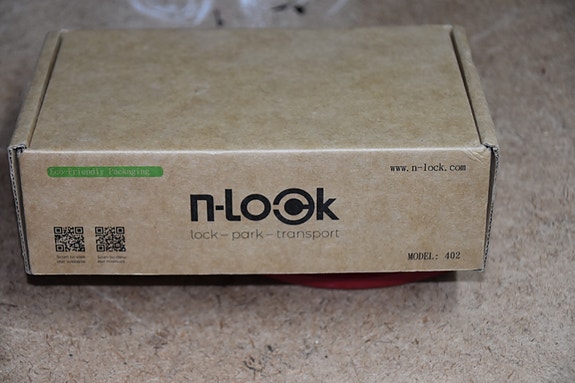 Eco-Friendly Packaging
www.n-lock.com
n-lock
lock – park – transport
MODEL: 402